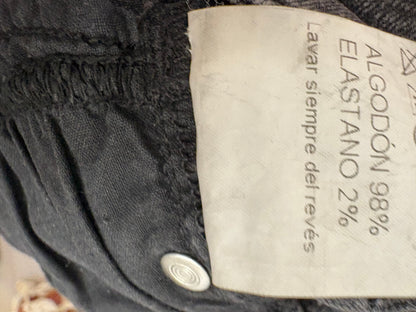 ALGODÓN 98%
ELASTANO 2%
Lavar siempre del revés